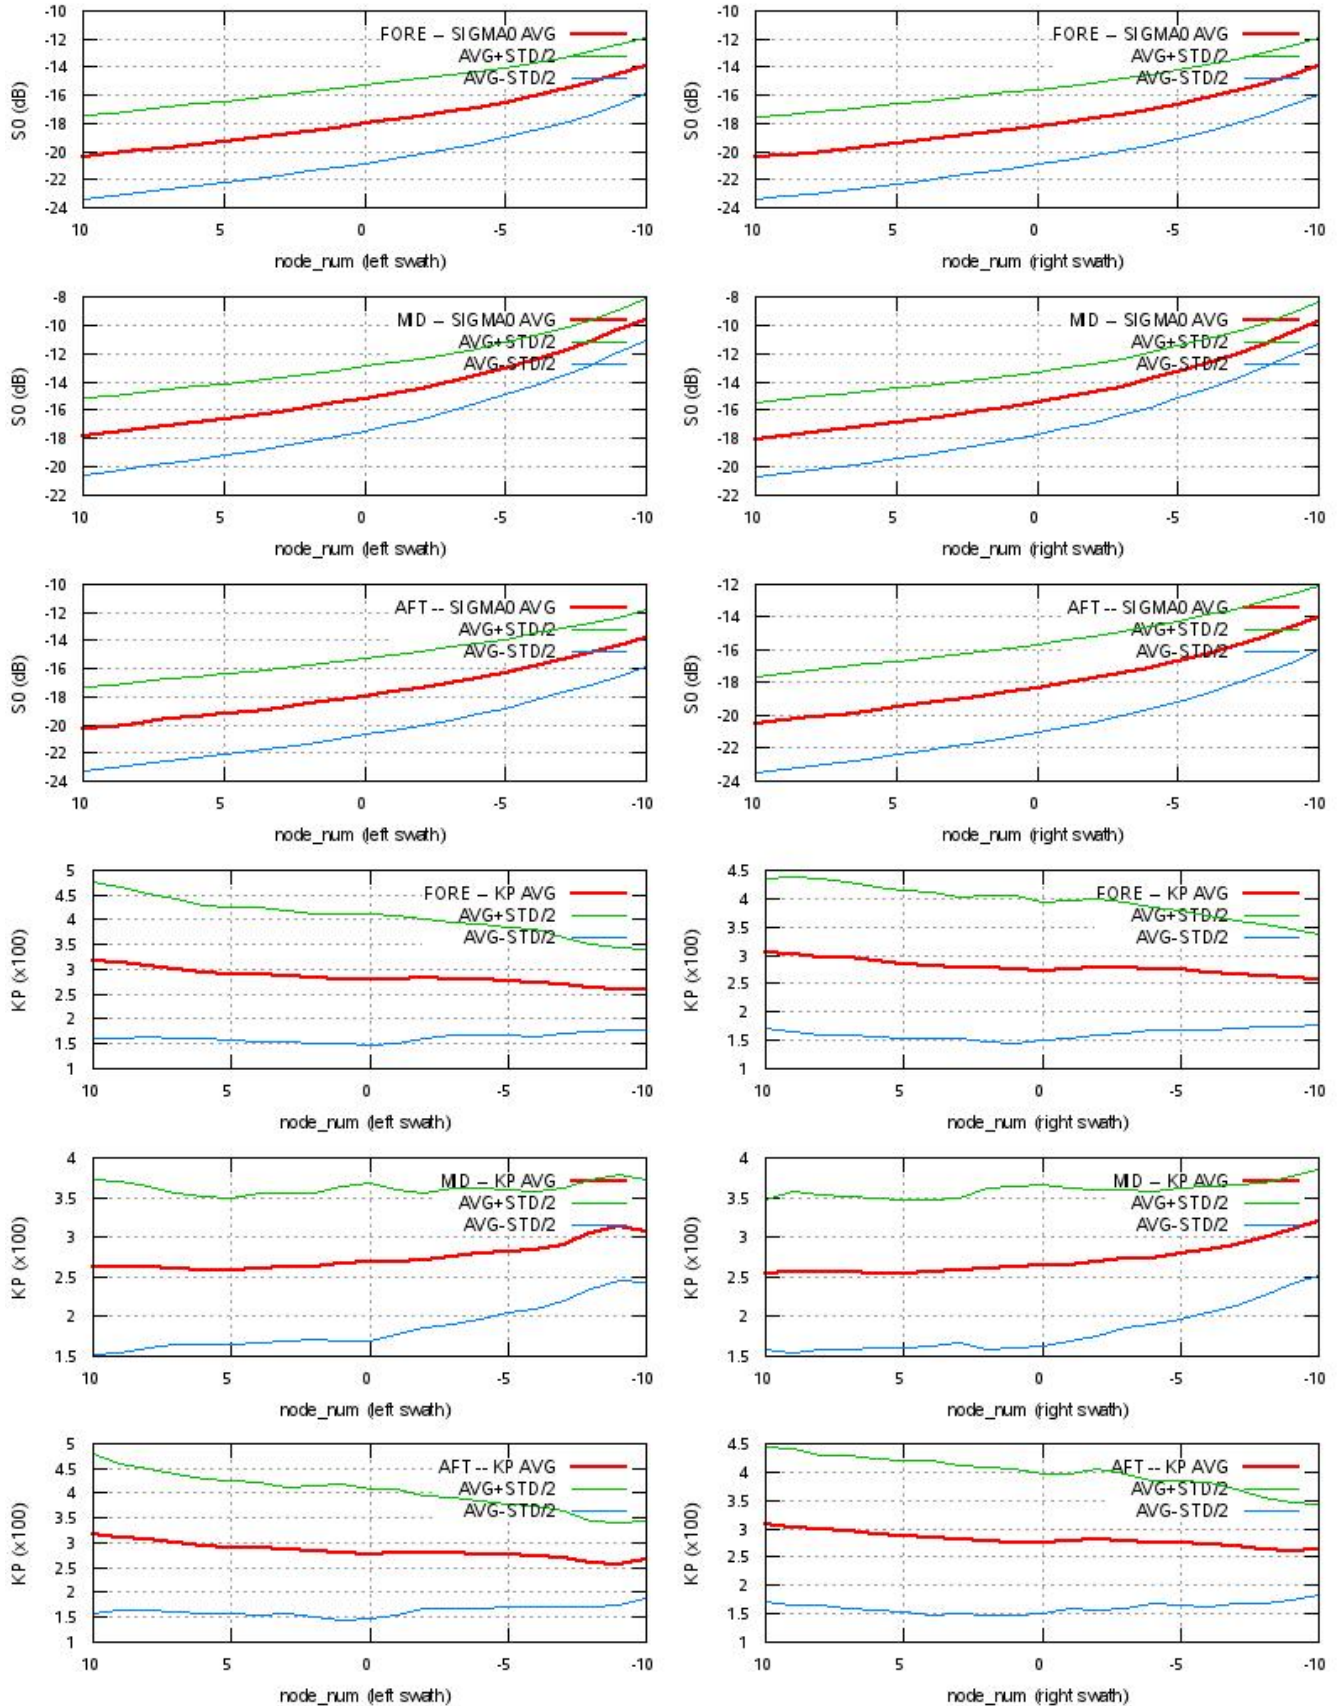 -10
-12
-14
-16
-18
-20
-22
-24
S0 (dB)
FORE – SIGMA0 AVG
AVG+STD/2
AVG-STD/2
10 5 0 -5 -10
node_num (left swath)
-10
-12
-14
-16
-18
-20
-22
-24
S0 (dB)
FORE – SIGMA0 AVG
AVG+STD/2
AVG-STD/2
10 5 0 -5 -10
node_num (right swath)
-8
-10
-12
-14
-16
-18
-20
-22
S0 (dB)
MID – SIGMA0 AVG
AVG+STD/2
AVG-STD/2
10 5 0 -5 -10
node_num (left swath)
-8
-10
-12
-14
-16
-18
-20
-22
S0 (dB)
MID – SIGMA0 AVG
AVG+STD/2
AVG-STD/2
10 5 0 -5 -10
node_num (right swath)
-10
-12
-14
-16
-18
-20
-22
-24
S0 (dB)
AFT -- SIGMA0 AVG
AVG+STD/2
AVG-STD/2
10 5 0 -5 -10
node_num (left swath)
-12
-14
-16
-18
-20
-22
-24
S0 (dB)
AFT -- SIGMA0 AVG
AVG+STD/2
AVG-STD/2
10 5 0 -5 -10
node_num (right swath)
5
4.5
4
3.5
3
2.5
2
1.5
1
KP (x100)
FORE – KP AVG
AVG+STD/2
AVG-STD/2
10 5 0 -5 -10
node_num (left swath)
4.5
4
3.5
3
2.5
2
1.5
1
KP (x100)
FORE – KP AVG
AVG+STD/2
AVG-STD/2
10 5 0 -5 -10
node_num (right swath)
4
3.5
3
2.5
2
1.5
KP (x100)
MID – KP AVG
AVG+STD/2
AVG-STD/2
10 5 0 -5 -10
node_num (left swath)
4
3.5
3
2.5
2
1.5
KP (x100)
MID – KP AVG
AVG+STD/2
AVG-STD/2
10 5 0 -5 -10
node_num (right swath)
5
4.5
4
3.5
3
2.5
2
1.5
1
KP (x100)
AFT -- KP AVG
AVG+STD/2
AVG-STD/2
10 5 0 -5 -10
node_num (left swath)
4.5
4
3.5
3
2.5
2
1.5
1
KP (x100)
AFT -- KP AVG
AVG+STD/2
AVG-STD/2
10 5 0 -5 -10
node_num (right swath)